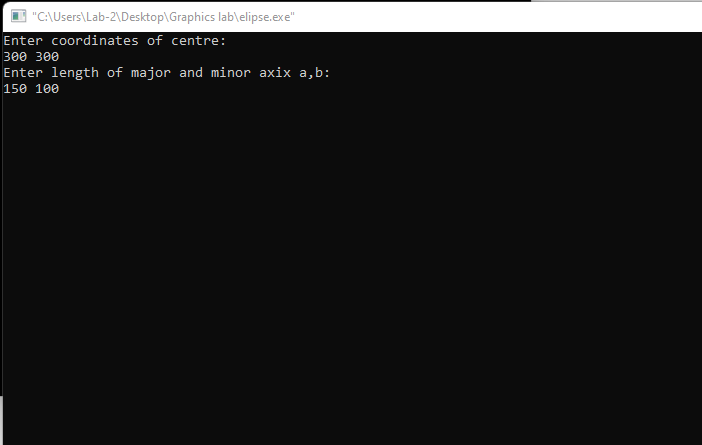 "C:\Users\Lab-2\Desktop\Graphics lab\elipse.exe"
Enter coordinates of centre:
300 300
Enter length of major and minor axix a,b:
150 100